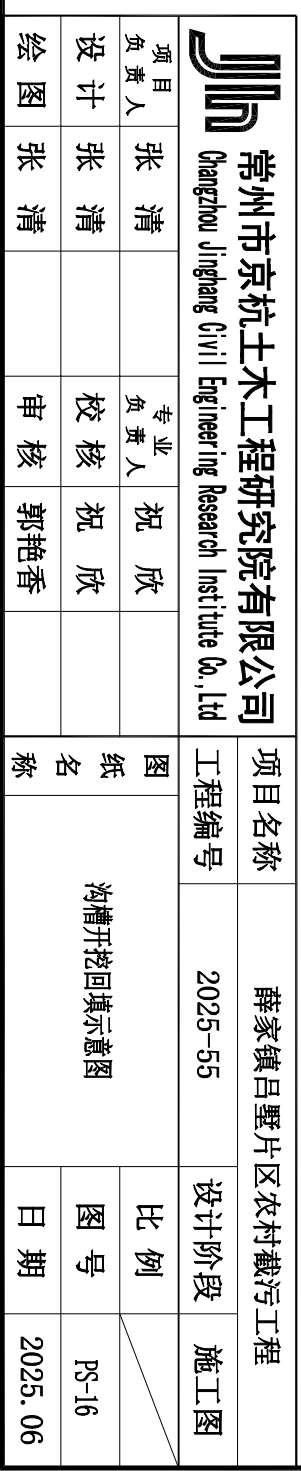 Jlh 常州市京杭土木工程研究院有限公司
Changzhou Jinghang Civil Engineering Research Institute Co.,Ltd
项目名称 薛家镇吕墅片区农村截污工程
工程编号 2025-55 设计阶段 施工图
项目负责人 张清 专业负责人 祝欣
设计 张清 校核 祝欣
绘图 张清 审核 郭艳香
图纸名称 沟槽开挖回填示意图
比例
图号 PS-16
日期 2025.06